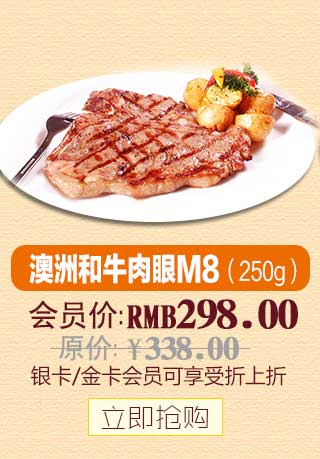 澳洲和牛肉眼M8（250g）
会员价:RMB298.00
原价:￥338.00
银卡/金卡会员可享受折上折
立即抢购